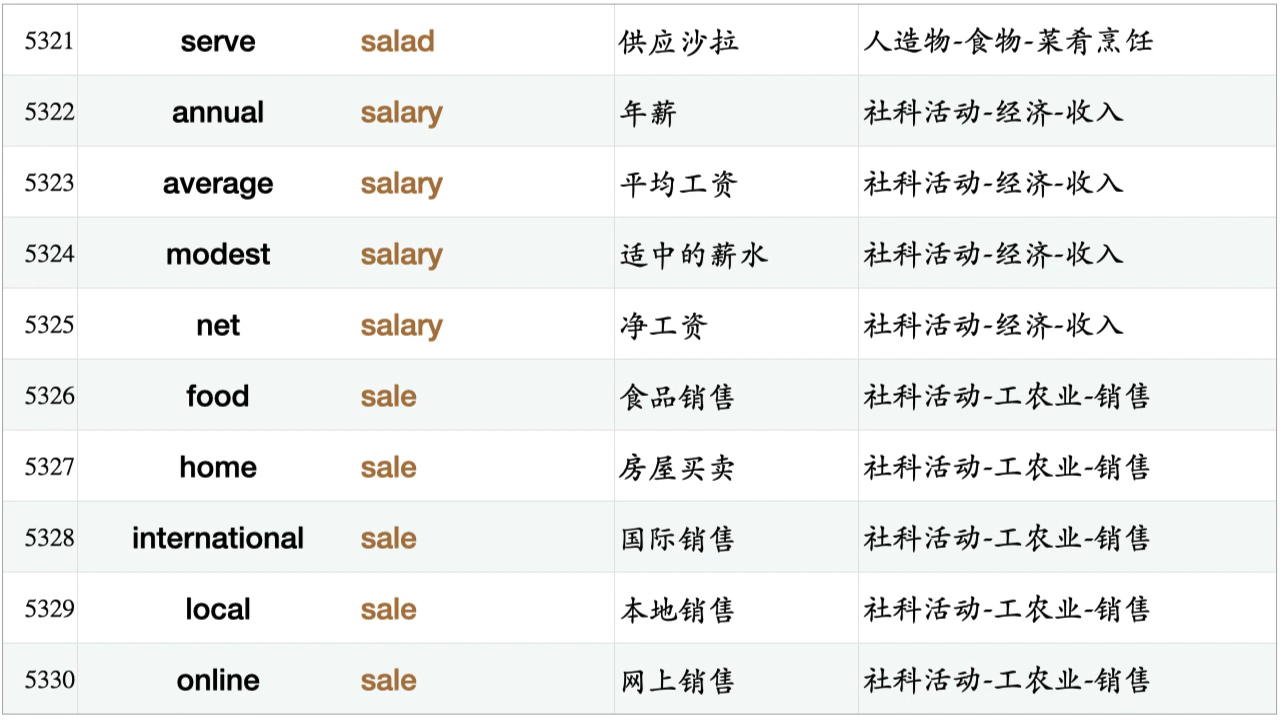 5321 serve salad 供应沙拉 人造物-食物-菜肴烹饪
5322 annual salary 年薪 社科活动-经济-收入
5323 average salary 平均工资 社科活动-经济-收入
5324 modest salary 适中的薪水 社科活动-经济-收入
5325 net salary 净工资 社科活动-经济-收入
5326 food sale 食品销售 社科活动-工农业-销售
5327 home sale 房屋买卖 社科活动-工农业-销售
5328 international sale 国际销售 社科活动-工农业-销售
5329 local sale 本地销售 社科活动-工农业-销售
5330 online sale 网上销售 社科活动-工农业-销售